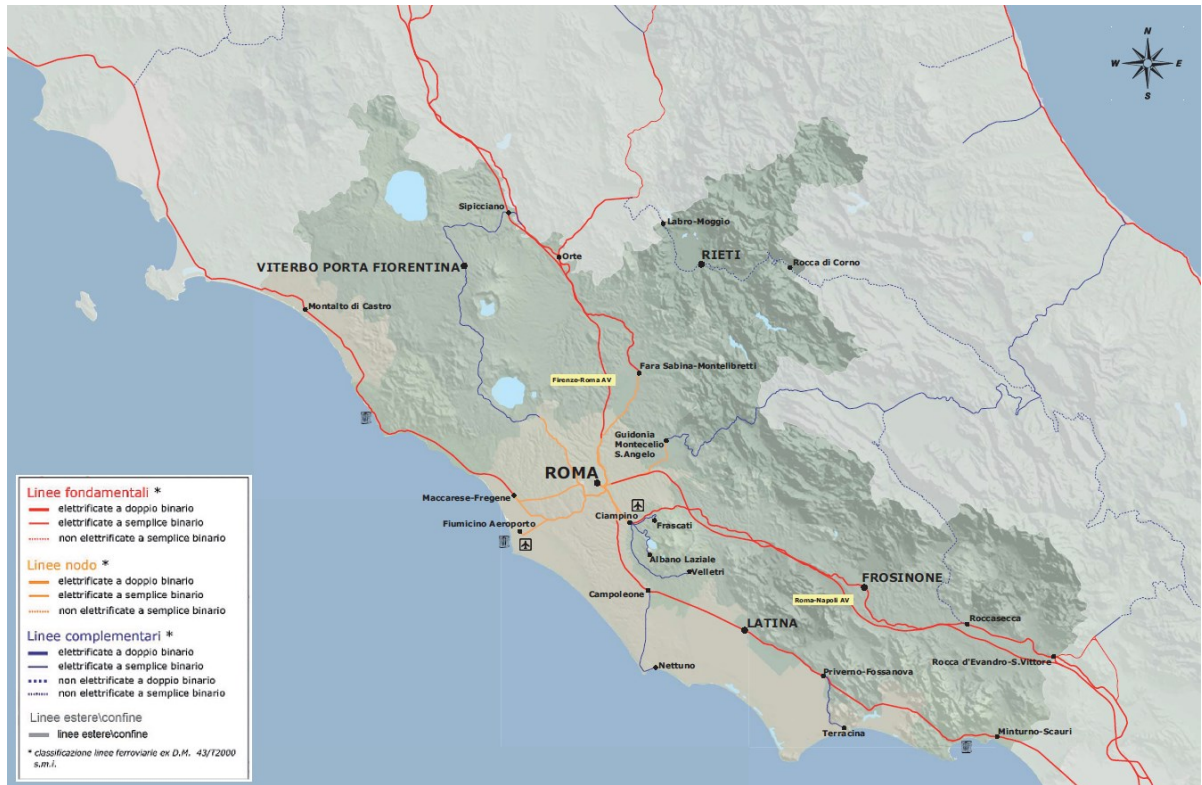 N
W E
S
Sipicciano
Labro-Moggio
Orte
RIETI
Rocca di Corno
VITERBO PORTA FIORENTINA
Montalto di Castro
Fara Sabina-Montelibretti
Firenze-Roma AV
Guidonia
Montecelio
S.Angelo
ROMA
Maccarese-Fregene
Fiumicino Aeroporto
Ciampino
Frascati
Albano Laziale
Velletri
Campoleone
FROSINONE
Roma-Napoli AV
LATINA
Roccasecca
Rocca d'Evandro-S.Vittore
Nettuno
Priverno-Fossanova
Terracina
Minturno-Scauri
Linee fondamentali *
elettrificate a doppio binario
elettrificate a semplice binario
non elettrificate a semplice binario
Linee nodo *
elettrificate a doppio binario
elettrificate a semplice binario
non elettrificate a semplice binario
Linee complementari *
elettrificate a doppio binario
elettrificate a semplice binario
non elettrificate a doppio binario
non elettrificate a semplice binario
Linee estere\confine
linee estere\confine
* classificazione linee ferroviarie ex D.M. 43/T2000
s.m.i.